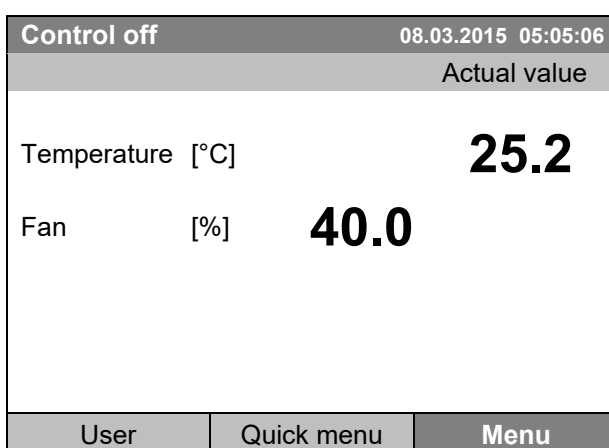 Control off 08.03.2015 05:05:06
Actual value
Temperature [°C] 25.2
Fan [%] 40.0
User Quick menu Menu